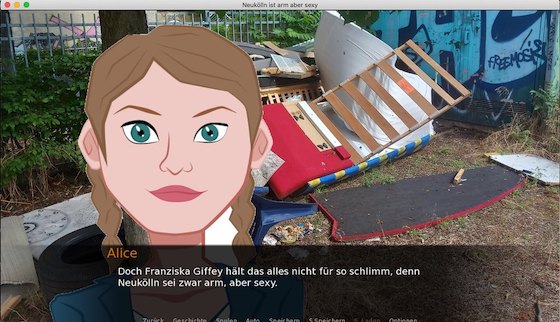 Neukölln ist arm aber sexy
FREEMOSIS
Alice
Doch Franziska Giffey hält das alles nicht für so schlimm, denn
Neukölln sei zwar arm, aber sexy.
Zurück Geschichte Spulen Auto Speichern S.Speichern S.Laden Optionen